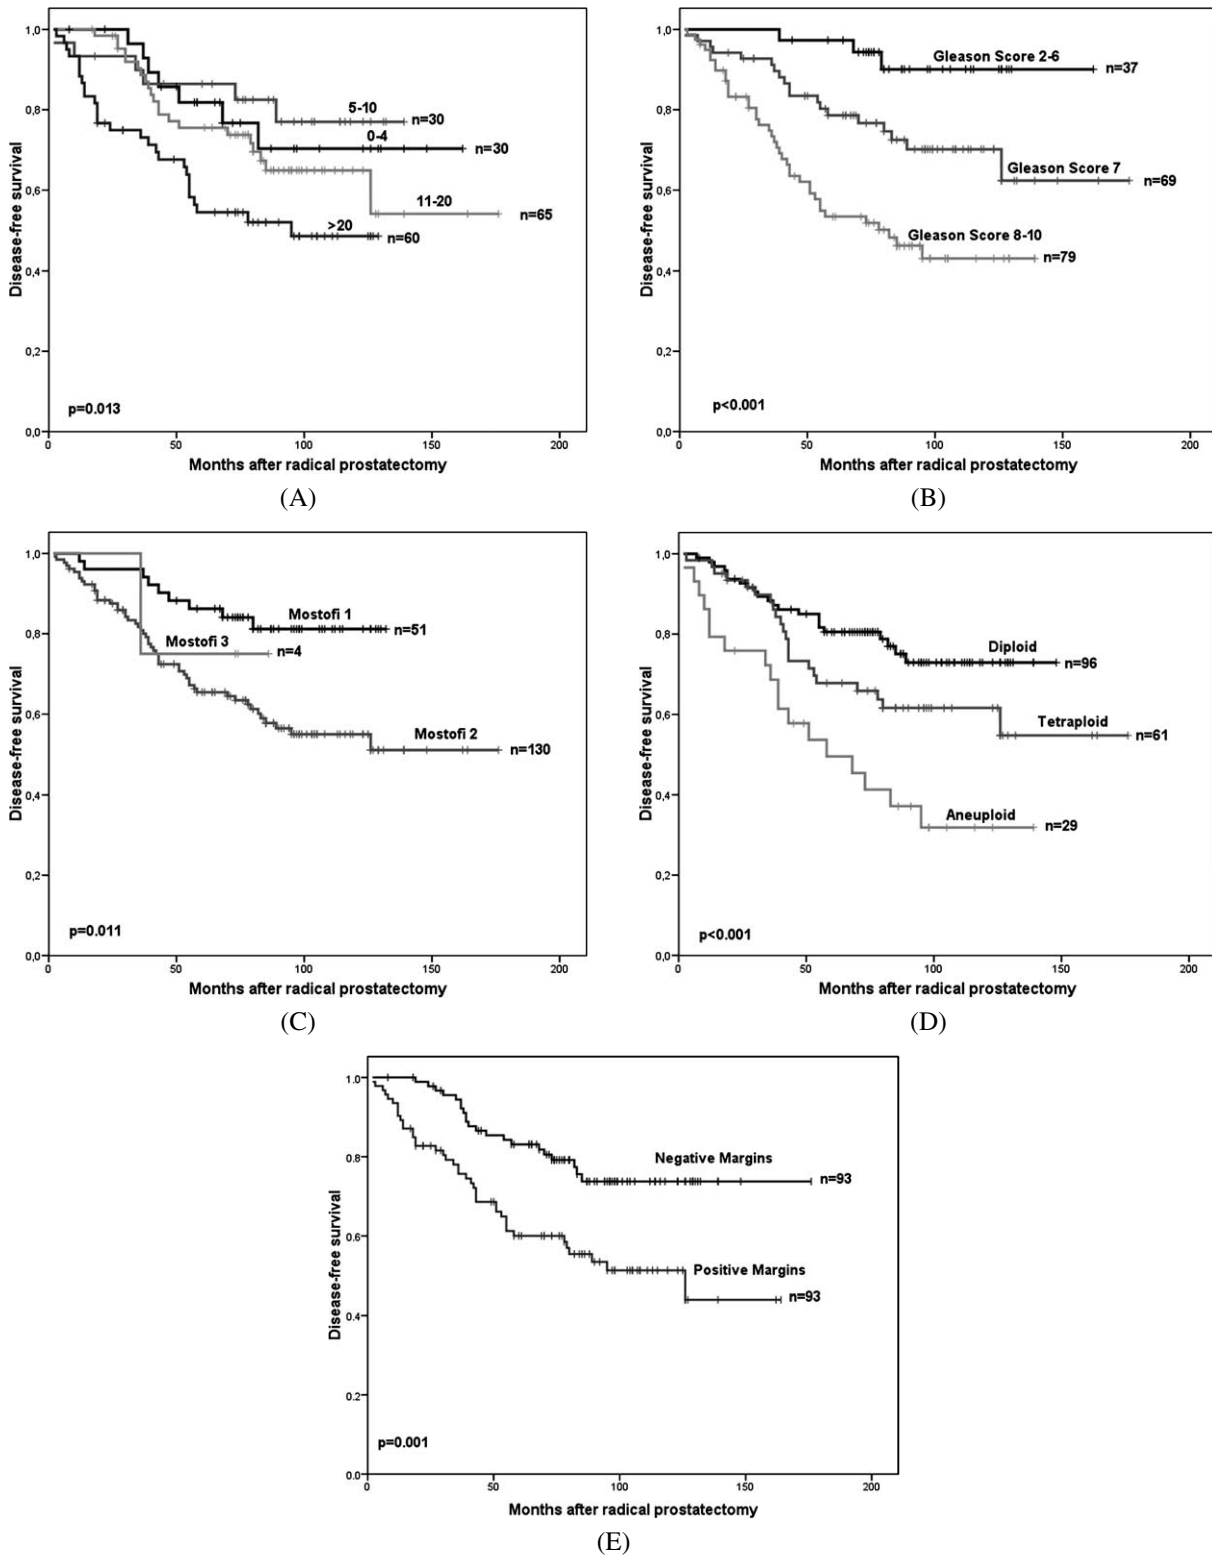 1,0
0,8
0,6
0,4
0,2
0,0
Disease-free survival
5-10
n=30
0-4
n=30
11-20
n=65
>20
n=60
p=0.013
0 50 100 150 200
Months after radical prostatectomy
(A)
1,0
0,8
0,6
0,4
0,2
0,0
Disease-free survival
Gleason Score 2-6
n=37
Gleason Score 7
n=69
Gleason Score 8-10
n=79
p<0.001
0 50 100 150 200
Months after radical prostatectomy
(B)
1,0
0,8
0,6
0,4
0,2
0,0
Disease-free survival
Mostofi 1
n=51
Mostofi 3
n=4
Mostofi 2
n=130
p=0.011
0 50 100 150 200
Months after radical prostatectomy
(C)
1,0
0,8
0,6
0,4
0,2
0,0
Disease-free survival
Diploid
n=96
Tetraploid
n=61
Aneuploid
n=29
p<0.001
0 50 100 150 200
Months after radical prostatectomy
(D)
1.0
0.8
0.6
0.4
0.2
0.0
Disease-free survival
Negative Margins
n=93
Positive Margins
n=93
p=0.001
0 50 100 150 200
Months after radical prostatectomy
(E)